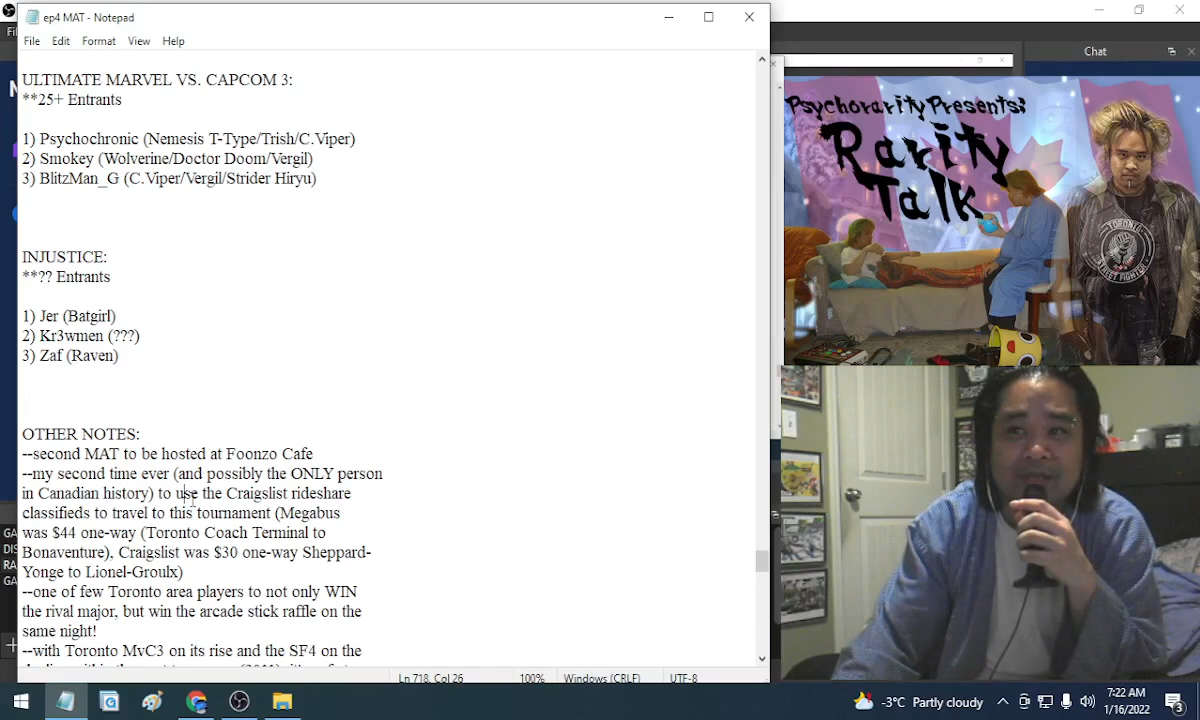 ep4 MAT - Notepad
File Edit Format View Help
ULTIMATE MARVEL VS. CAPCOM 3:
**25+ Entrants
1) Psychochronic (Nemesis T-Type/Trish/C.Viper)
2) Smokey (Wolverine/Doctor Doom/Vergil)
3) BlitzMan_G (C.Viper/Vergil/Strider Hiryu)
INJUSTICE:
**?? Entrants
1) Jer (Batgirl)
2) Kr3wmen (???)
3) Zaf (Raven)
OTHER NOTES:
--second MAT to be hosted at Foonzo Cafe
--my second time ever (and possibly the ONLY person
in Canadian history) to use the Craigslist rideshare
classifieds to travel to this tournament (Megabus
was $44 one-way (Toronto Coach Terminal to
Bonaventure), Craigslist was $30 one-way Sheppard-
Yonge to Lionel-Groulx)
--one of few Toronto area players to not only WIN
the rival major, but win the arcade stick raffle on the
same night!
--with Toronto MvC3 on its rise and the SF4 on the
Ln 718, Col 26 100% Windows (CRLF) UTF-8
Chat
PsychorarityPresents:
Rarity
Talk
TORONTO
STREET FIGHTER
-3°C Partly cloudy
7:22 AM
1/16/2022
3